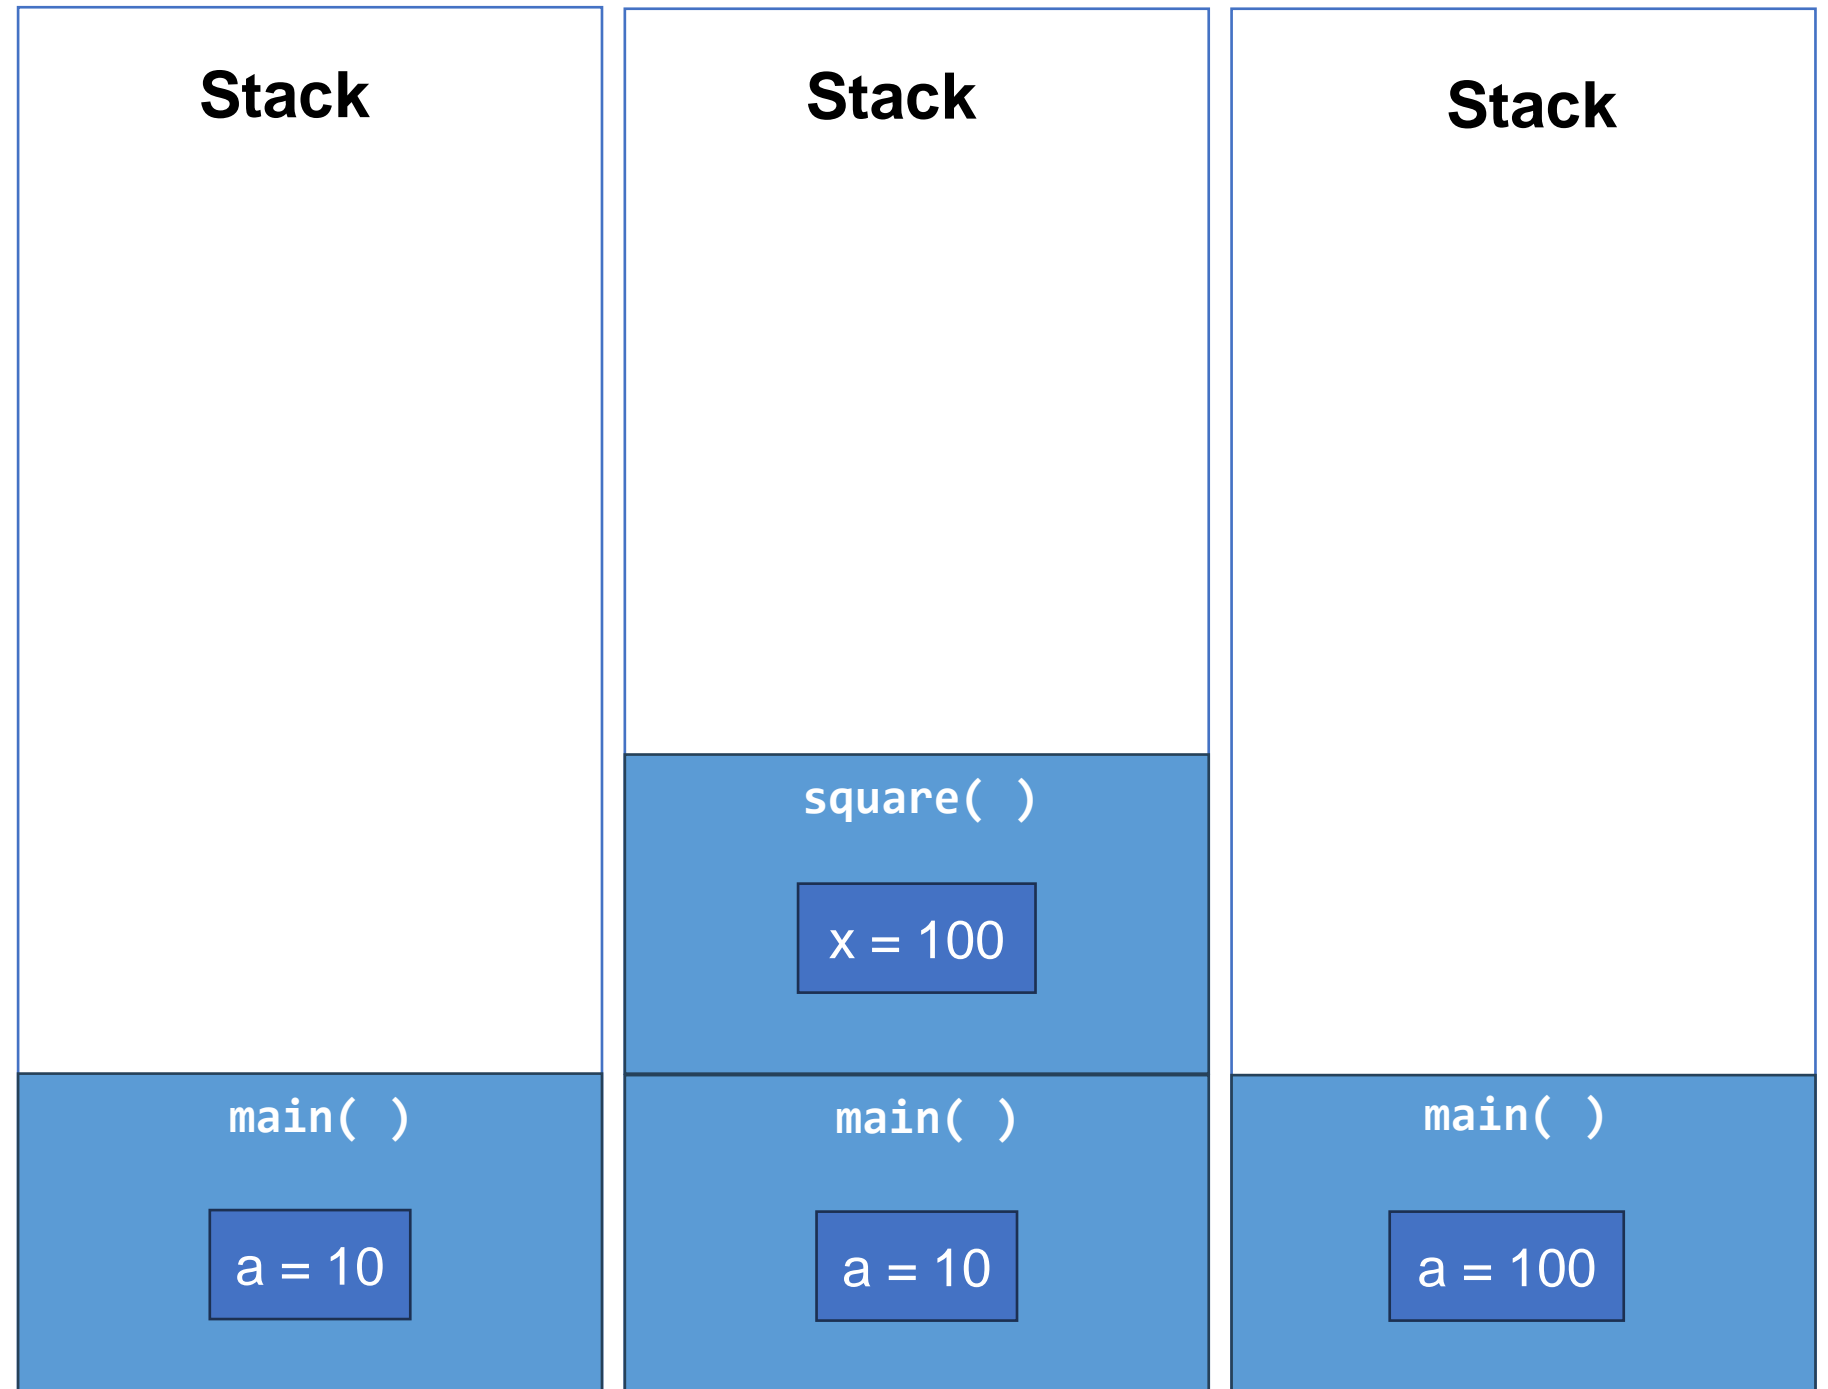 Stack
main( )
a = 10
Stack
square( )
x = 100
main( )
a = 10
Stack
main( )
a = 100